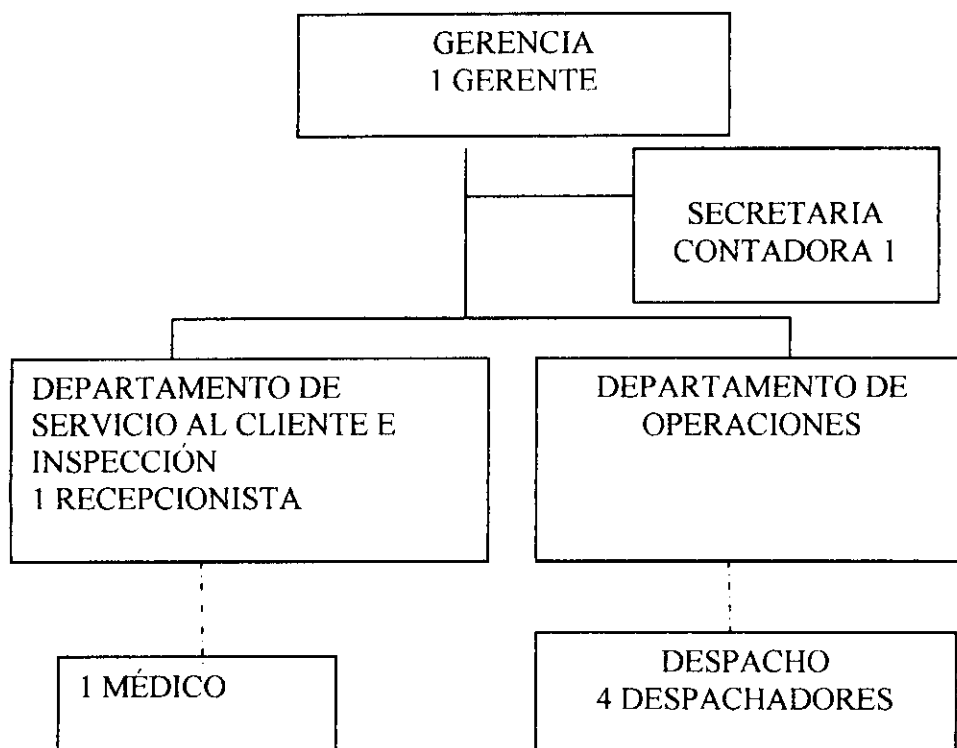 GERENCIA
1 GERENTE
SECRETARIA
CONTADORA 1
DEPARTAMENTO DE
SERVICIO AL CLIENTE E
INSPECCIÓN
1 RECEPCIONISTA
DEPARTAMENTO DE
OPERACIONES
1 MÉDICO
DESPACHO
4 DESPACHADORES